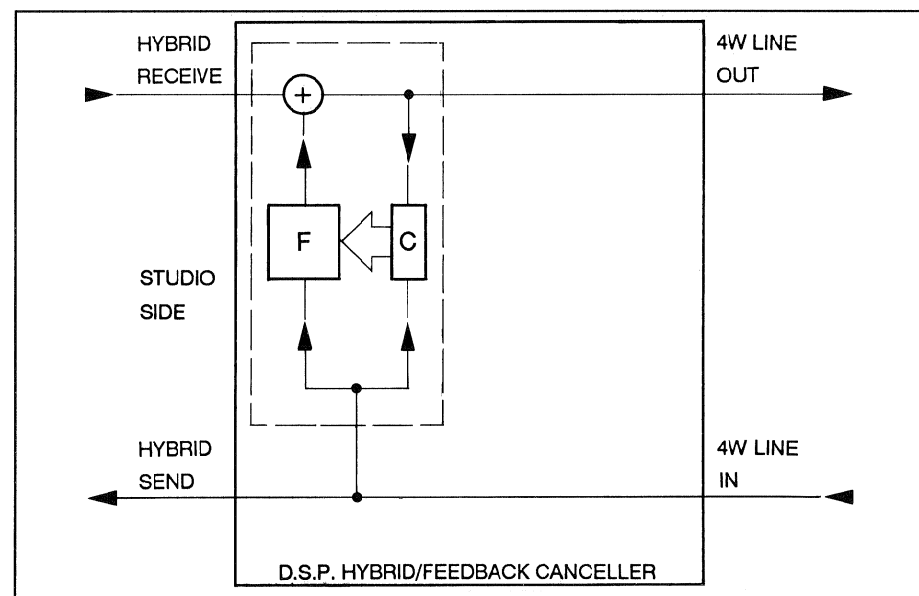 HYBRID
RECEIVE
4W LINE
OUT
+
F
C
STUDIO
SIDE
HYBRID
SEND
4W LINE
IN
D.S.P. HYBRID/FEEDBACK CANCELLER